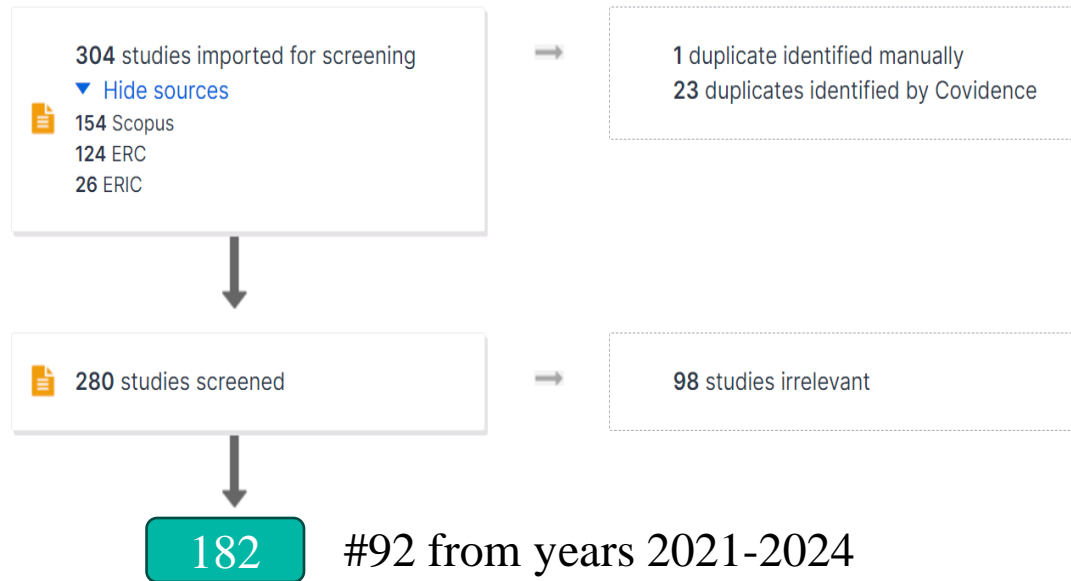 304 studies imported for screening
Hide sources
154 Scopus
124 ERC
26 ERIC
1 duplicate identified manually
23 duplicates identified by Covidence
280 studies screened
98 studies irrelevant
182
#92 from years 2021-2024